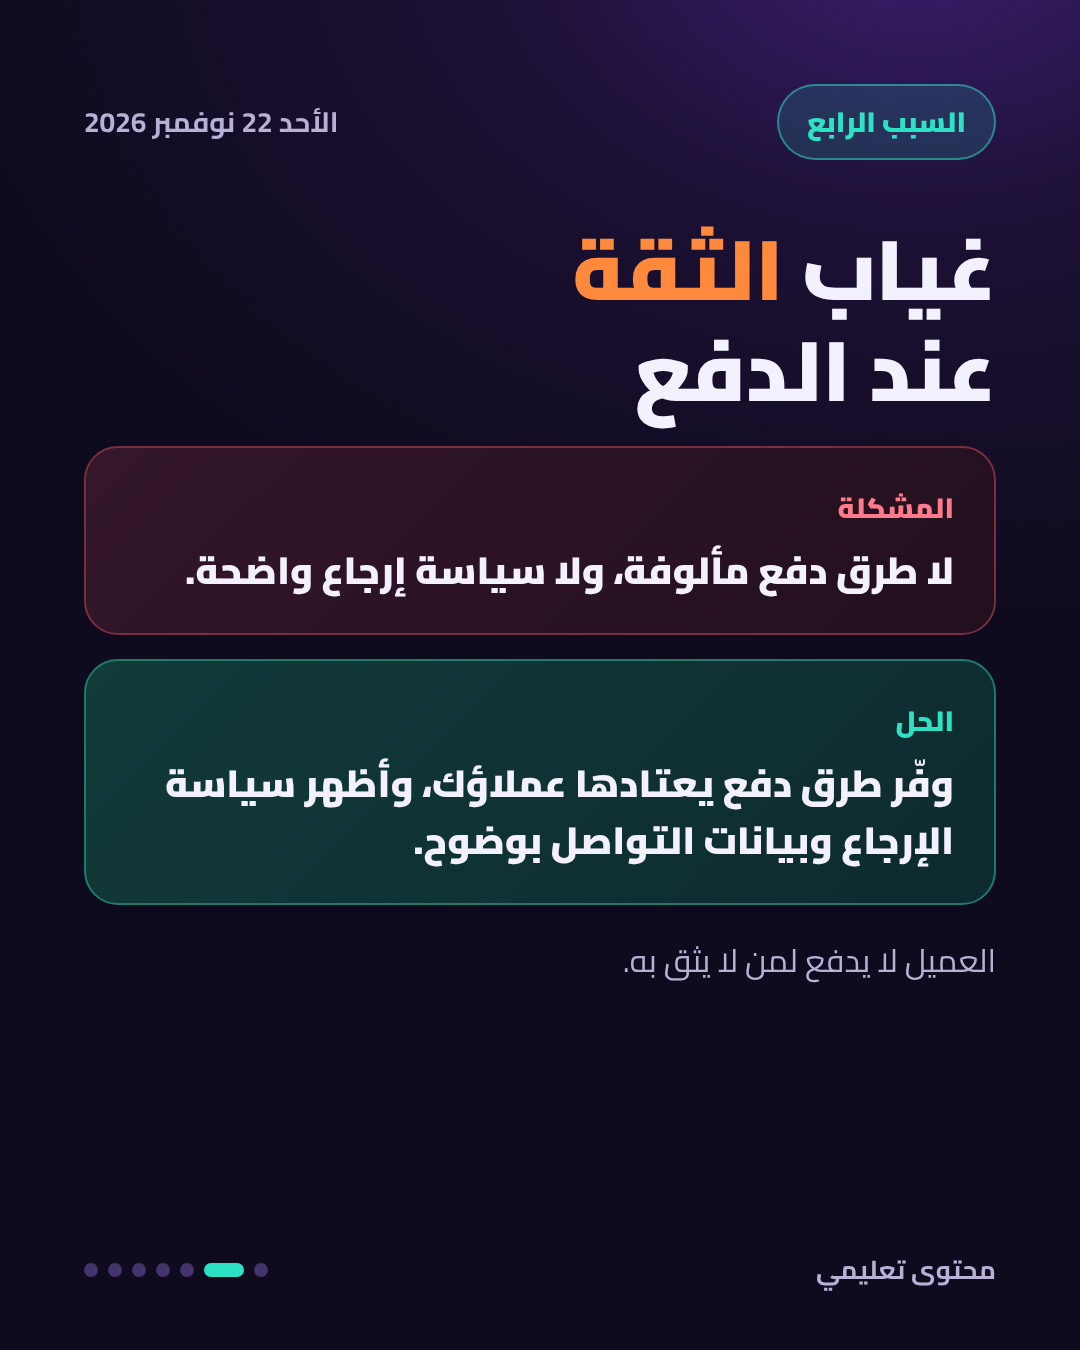 السبب الرابع
الأحد 22 نوفمبر 2026
غياب الثقة
عند الدفع
المشكلة
لا طرق دفع مألوفة، ولا سياسة إرجاع واضحة.
الحل
وفّر طرق دفع يعتادها عملاؤك، وأظهر سياسة
الإرجاع وبيانات التواصل بوضوح.
العميل لا يدفع لمن لا يثق به.
محتوى تعليمي